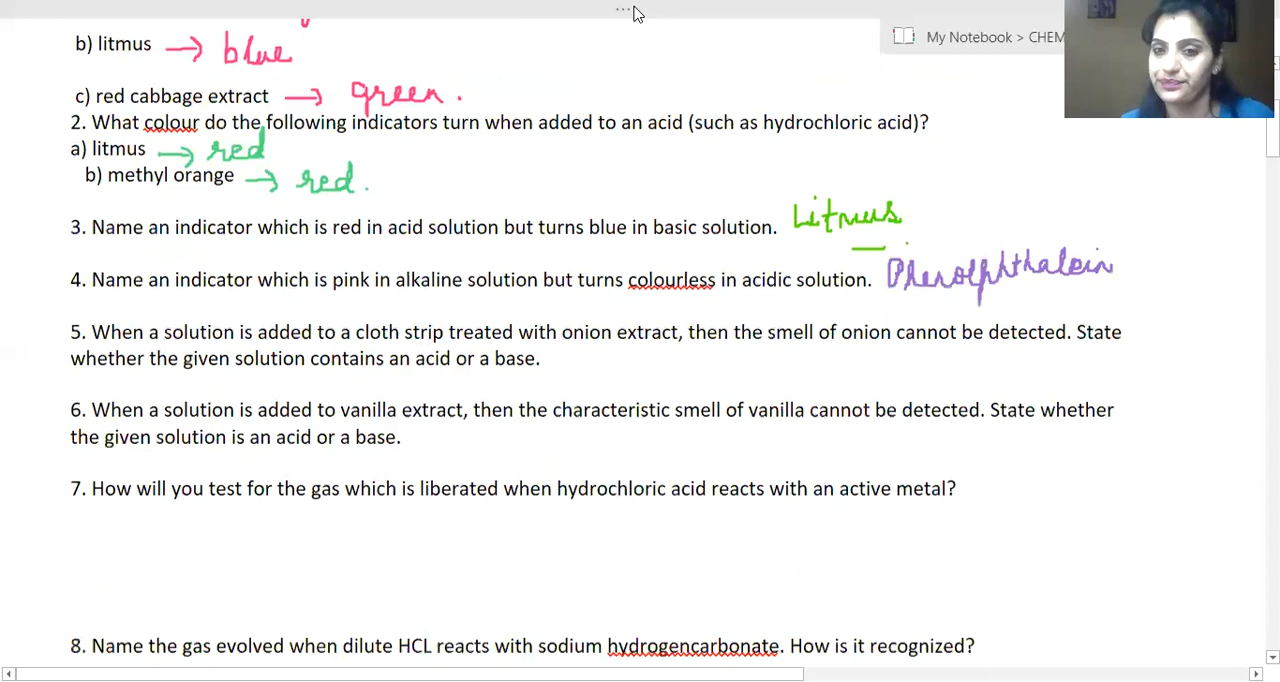 b) litmus → blue
My Notebook > CHEM
c) red cabbage extract → green.
2. What colour do the following indicators turn when added to an acid (such as hydrochloric acid)?
a) litmus → red
b) methyl orange → red.
3. Name an indicator which is red in acid solution but turns blue in basic solution. Litmus
4. Name an indicator which is pink in alkaline solution but turns colourless in acidic solution. Phenolphthalein
5. When a solution is added to a cloth strip treated with onion extract, then the smell of onion cannot be detected. State
whether the given solution contains an acid or a base.
6. When a solution is added to vanilla extract, then the characteristic smell of vanilla cannot be detected. State whether
the given solution is an acid or a base.
7. How will you test for the gas which is liberated when hydrochloric acid reacts with an active metal?
8. Name the gas evolved when dilute HCL reacts with sodium hydrogencarbonate. How is it recognized?